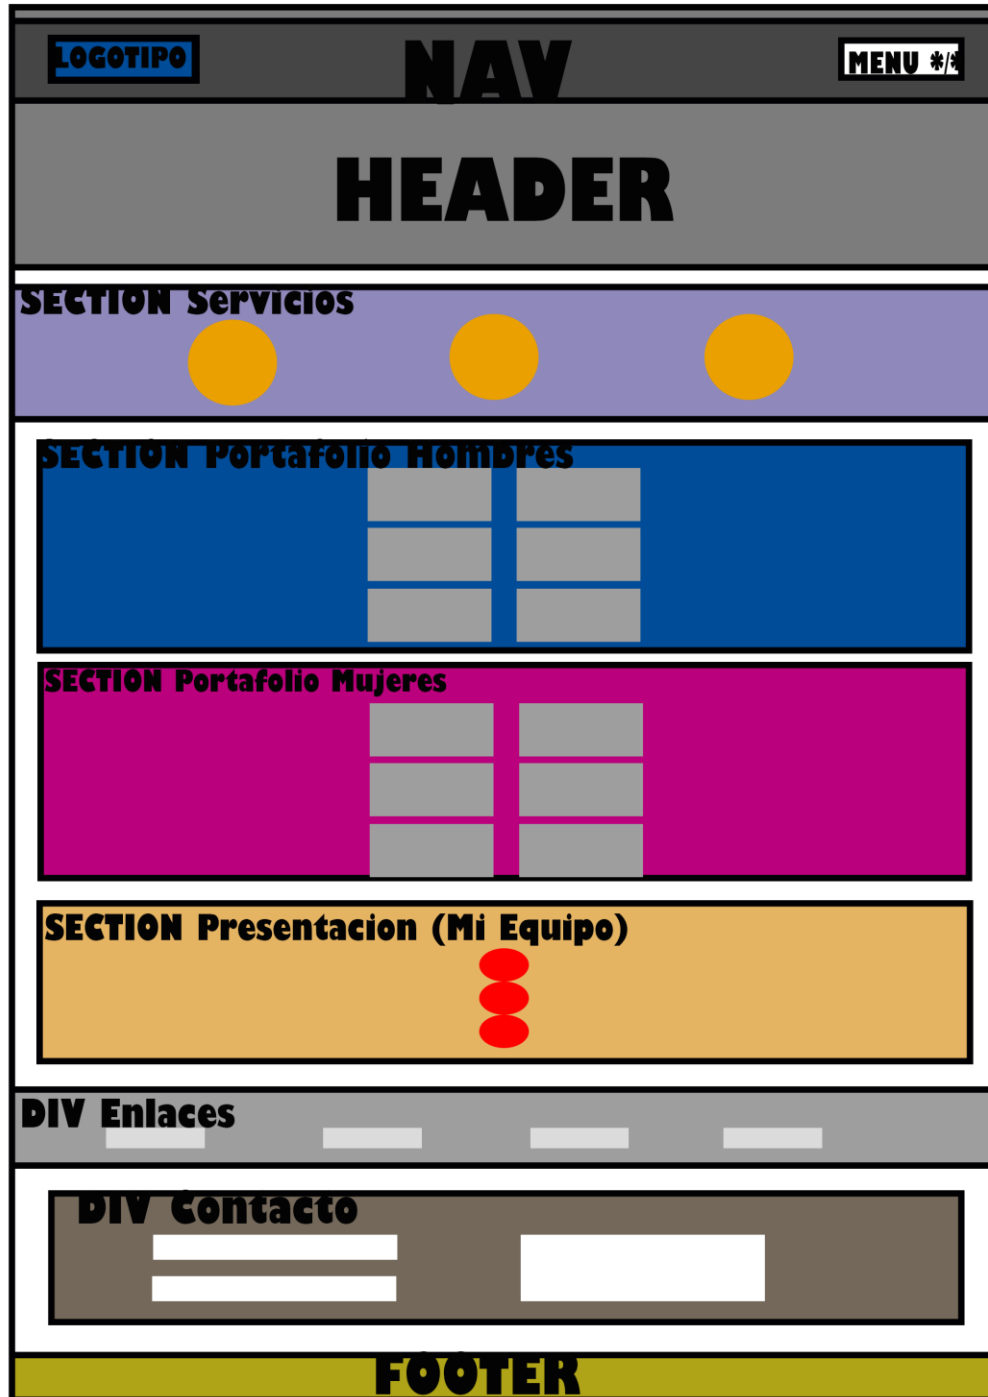 LOGOTIPO
NAV
MENU */*
HEADER
SECTION Servicios
SECTION Portafolio Hombres
SECTION Portafolio Mujeres
SECTION Presentacion (Mi Equipo)
DIV Enlaces
DIV Contacto
FOOTER